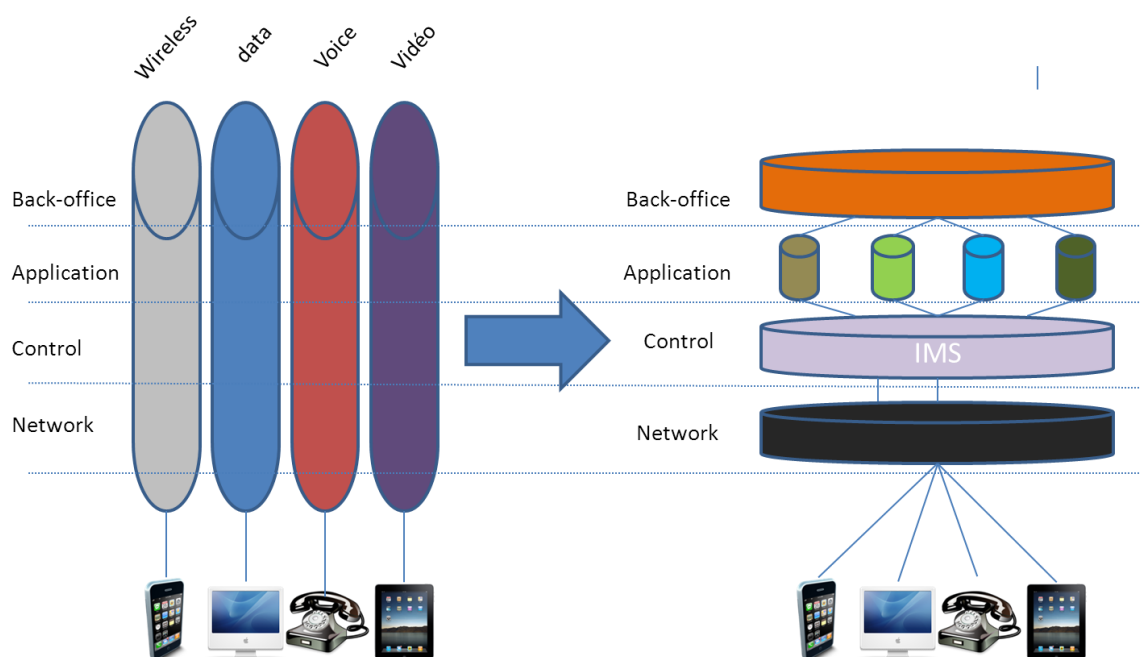 Wireless
data
Voice
Vidéo
Back-office
Application
Control
Network
Back-office
Application
Control
IMS
Network